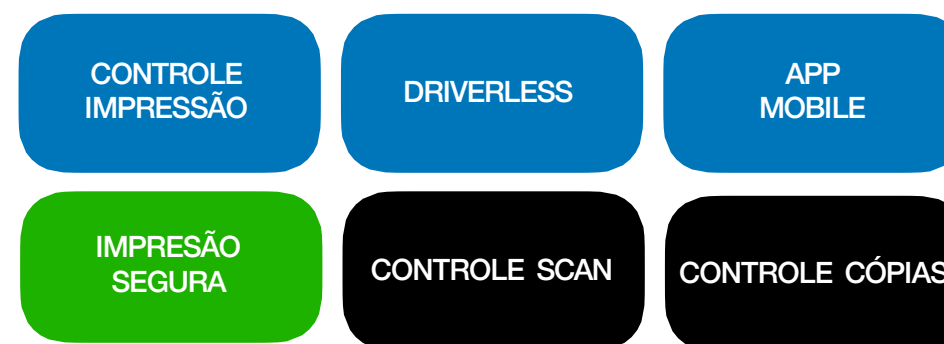 CONTROLE
IMPRESSÃO
DRIVERLESS
APP
MOBILE
IMPRESÃO
SEGURA
CONTROLE SCAN
CONTROLE CÓPIAS